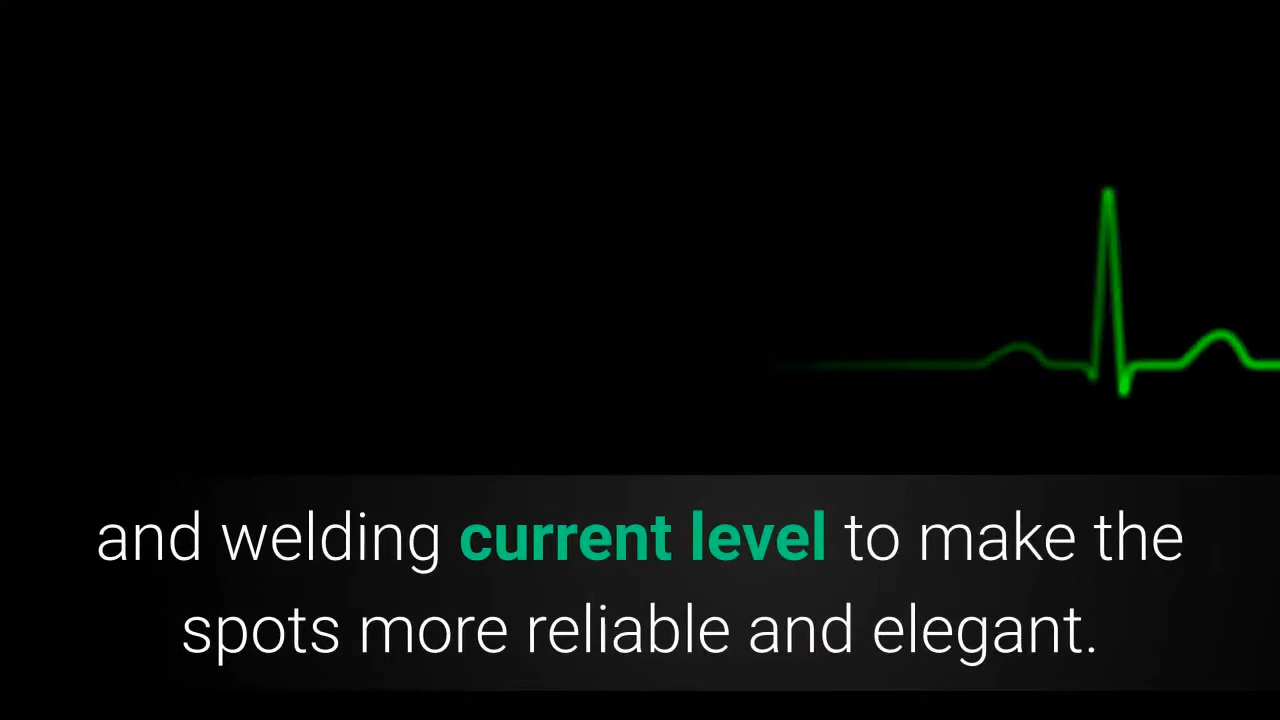 and welding current level to make the
spots more reliable and elegant.